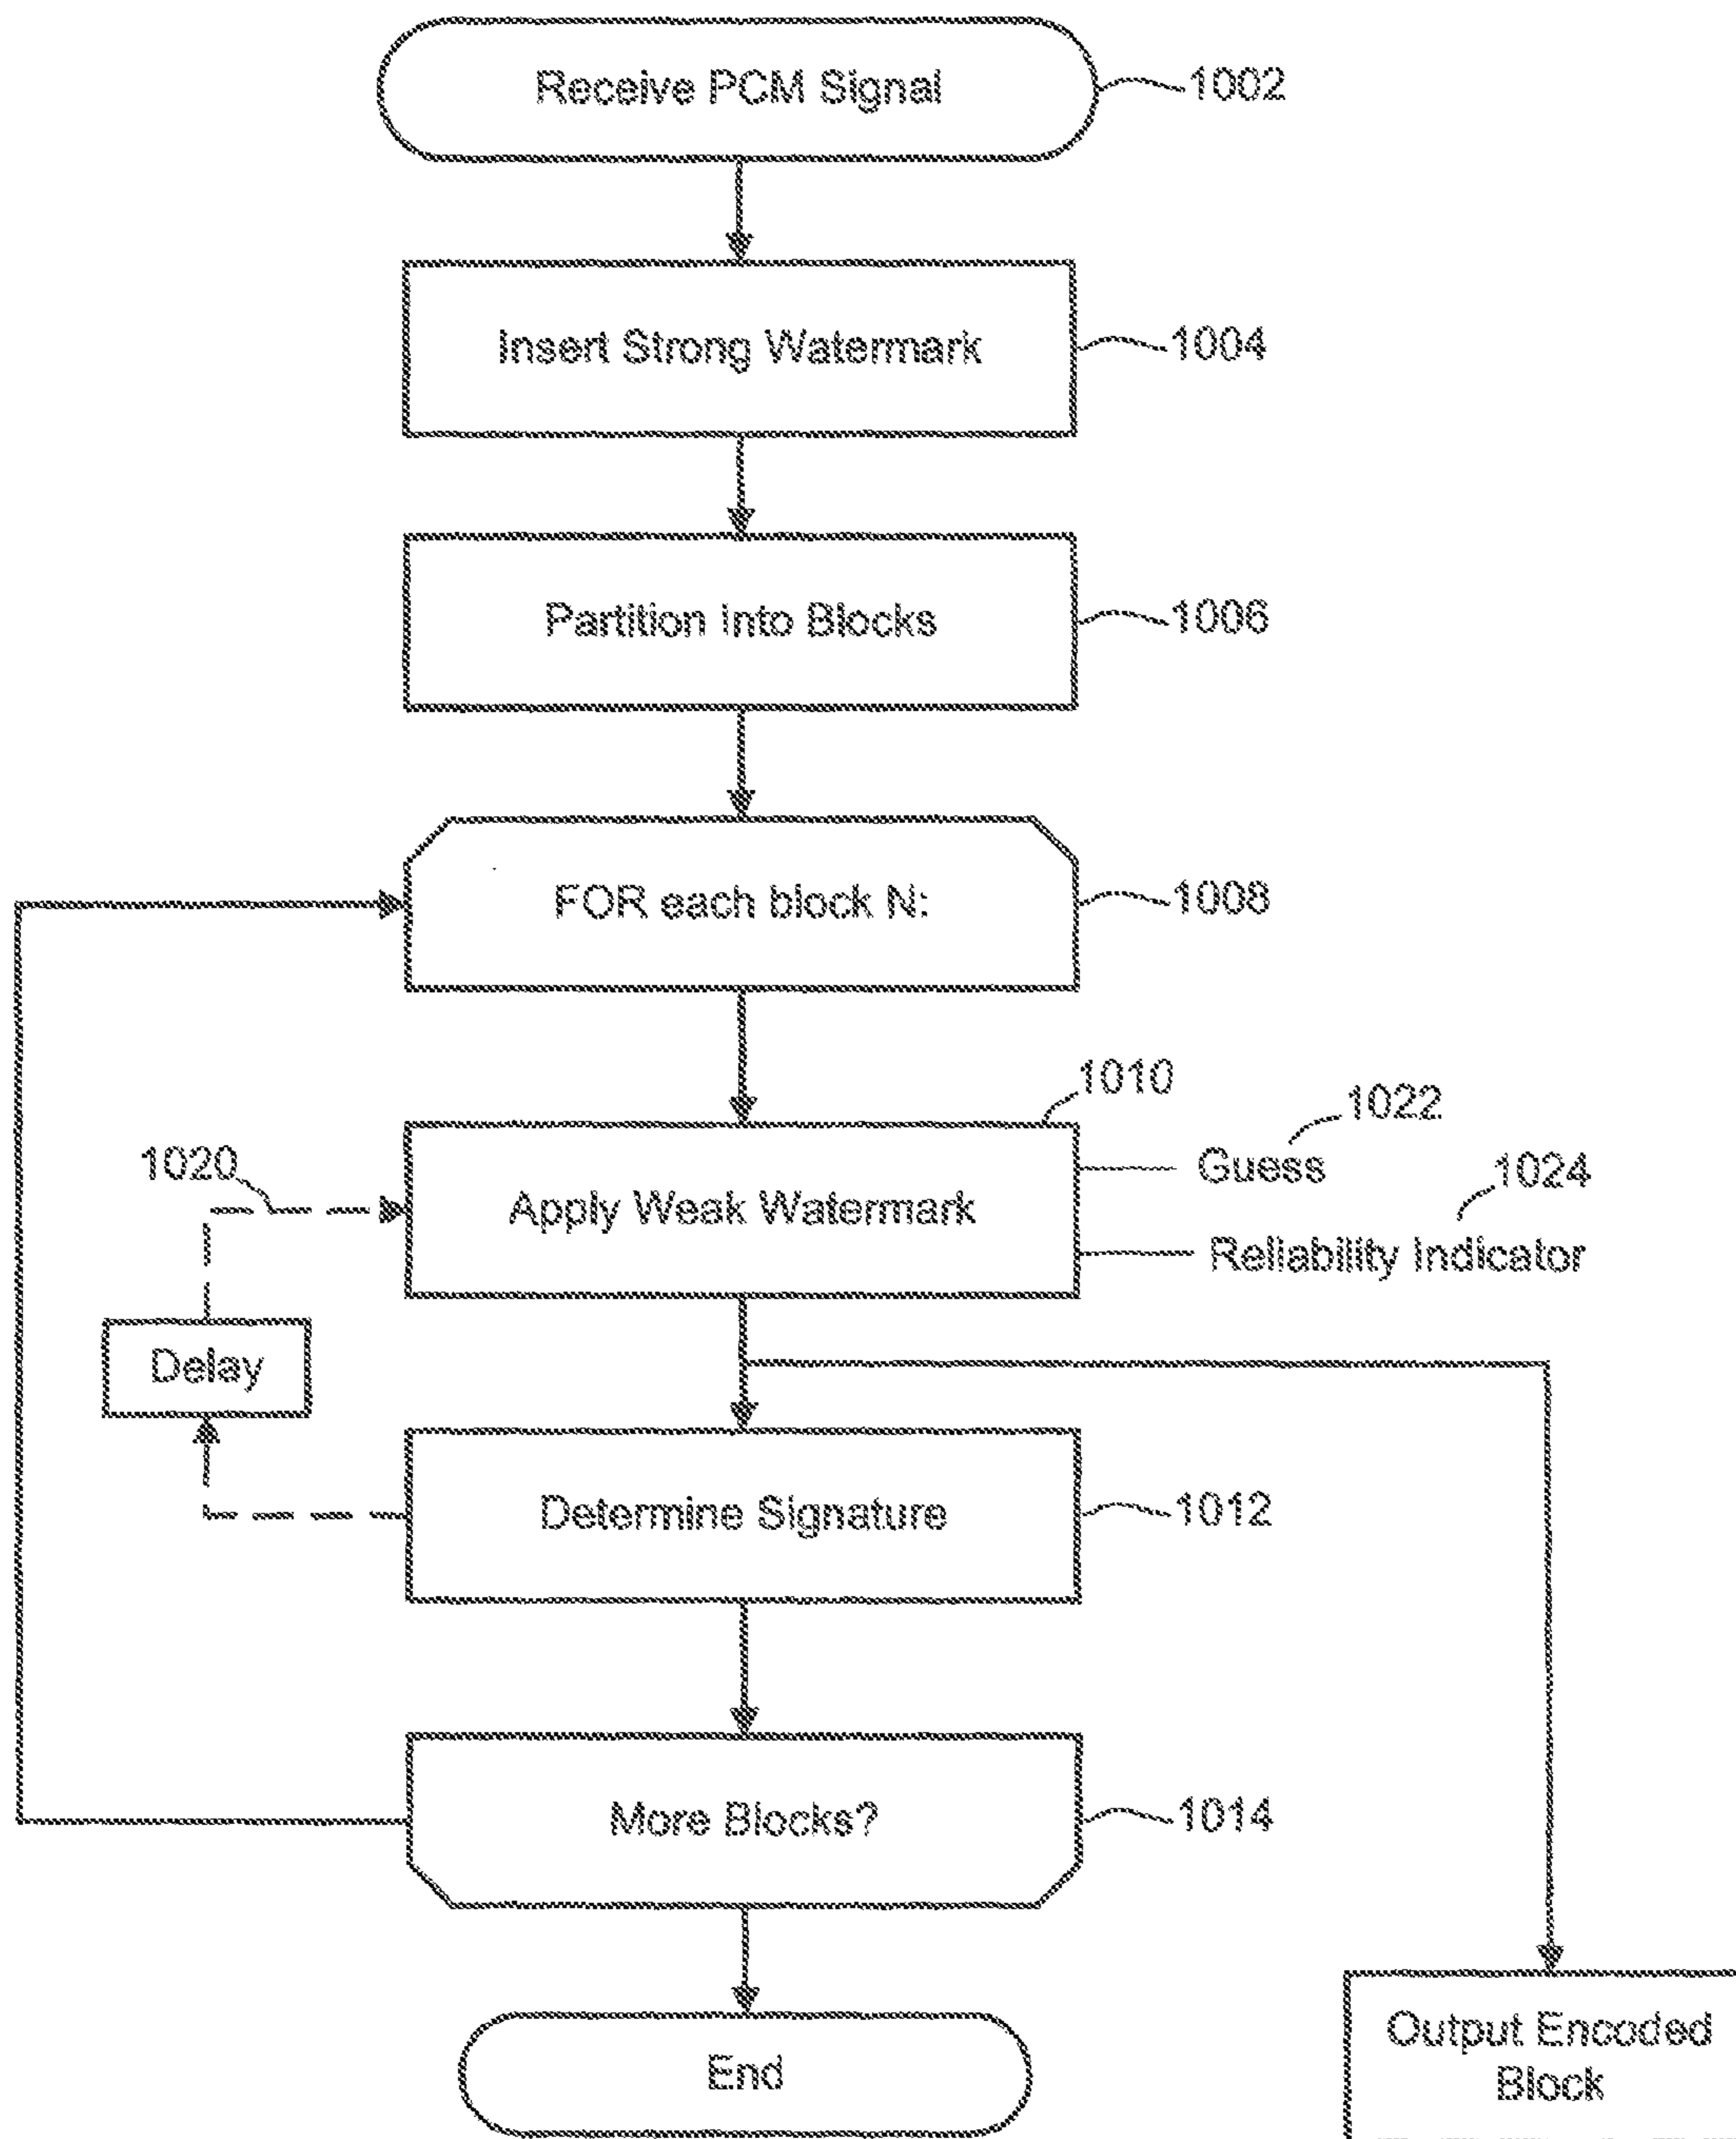 Receive PCM Signal
1002
Insert Strong Watermark
1004
Partition into Blocks
1006
FOR each block N:
1008
1010
1022
Guess
1020
1024
Apply Weak Watermark
Reliability Indicator
Delay
Determine Signature
1012
More Blocks?
1014
Output Encoded
Block
End